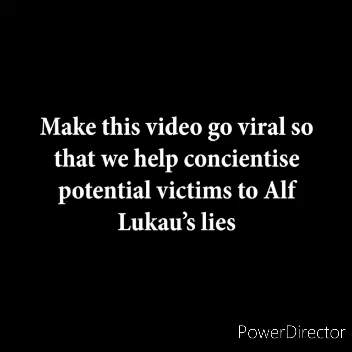 Make this video go viral so
that we help concientise
potential victims to Alf
Lukau’s lies
PowerDirector